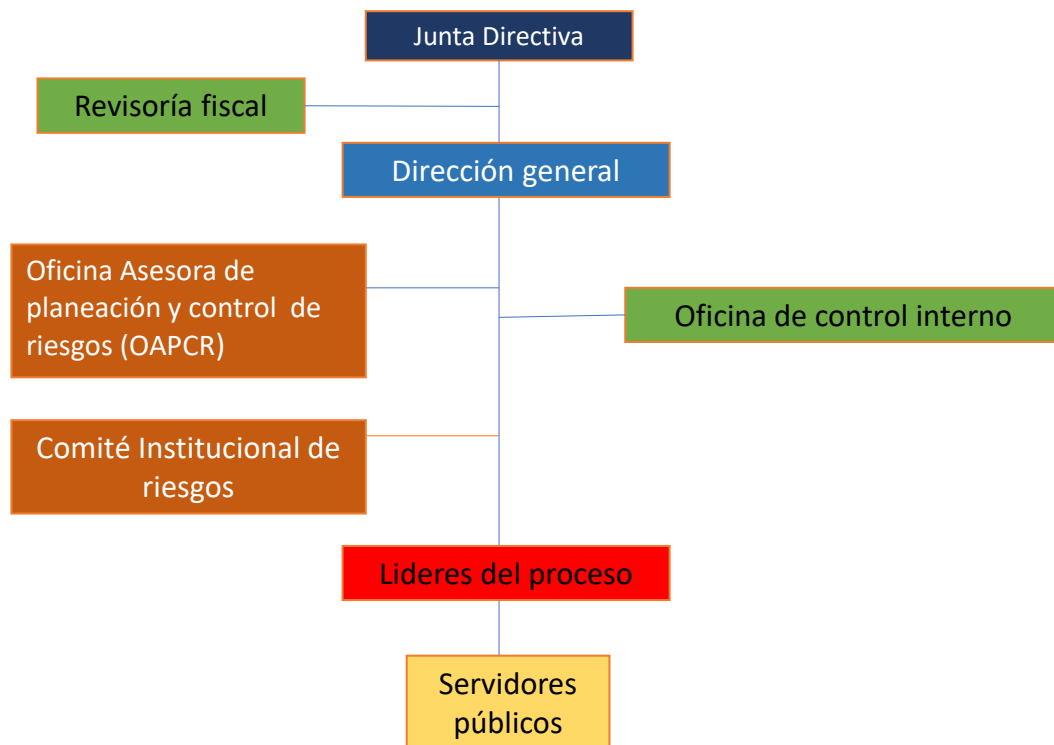 Junta Directiva
Revisoría fiscal
Dirección general
Oficina Asesora de
planeación y control de
riesgos (OAPCR)
Oficina de control interno
Comité Institucional de
riesgos
Lideres del proceso
Servidores
públicos